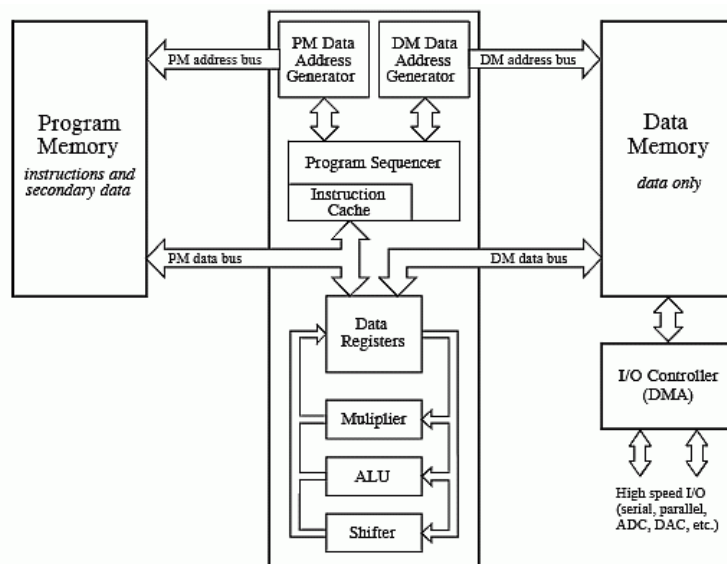 PM Data
Address
Generator
DM Data
Address
Generator
PM address bus
DM address bus
Program
Memory
instructions and
secondary data
Data
Memory
data only
Program Sequencer
Instruction
Cache
PM data bus
DM data bus
Data
Registers
I/O Controller
(DMA)
Muliplier
ALU
Shifter
High speed I/O
(serial, parallel,
ADC, DAC, etc.)